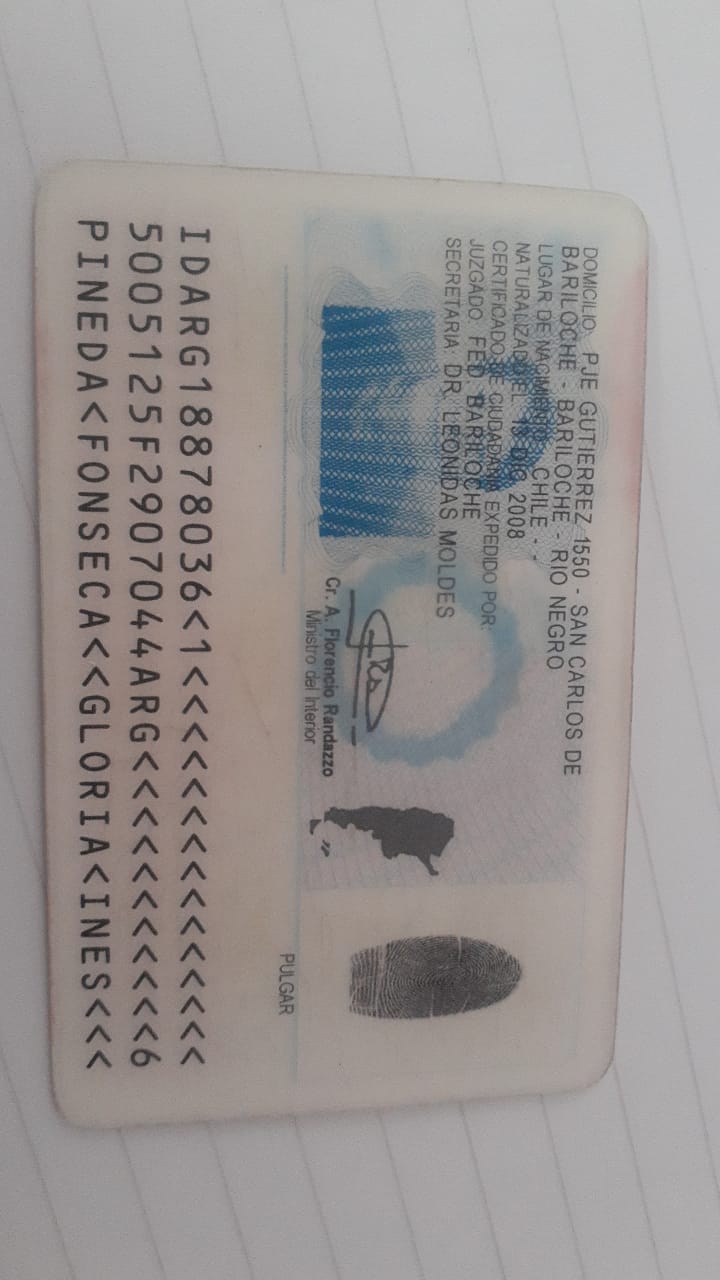 DOMICILIO: PJE GUTIERREZ 1550 - SAN CARLOS DE
BARILOCHE - BARILOCHE - RIO NEGRO
LUGAR DE NACIMIENTO: CHILE - -
NATURALIZADO EL: 18 DIC 2008
CERTIFICADO DE CIUDADANIA EXPEDIDO POR:
JUZGADO: FED. BARILOCHE
SECRETARIA: DR. LEONIDAS MOLDES
Cr. A. Florencio Randazzo
Ministro del Interior
PULGAR
IDARG18878036<1<<<<<<<<<<<<<<<
5005125F2907044ARG<<<<<<<<<<<6
PINEDA<FONSECA<<GLORIA<INES<<<